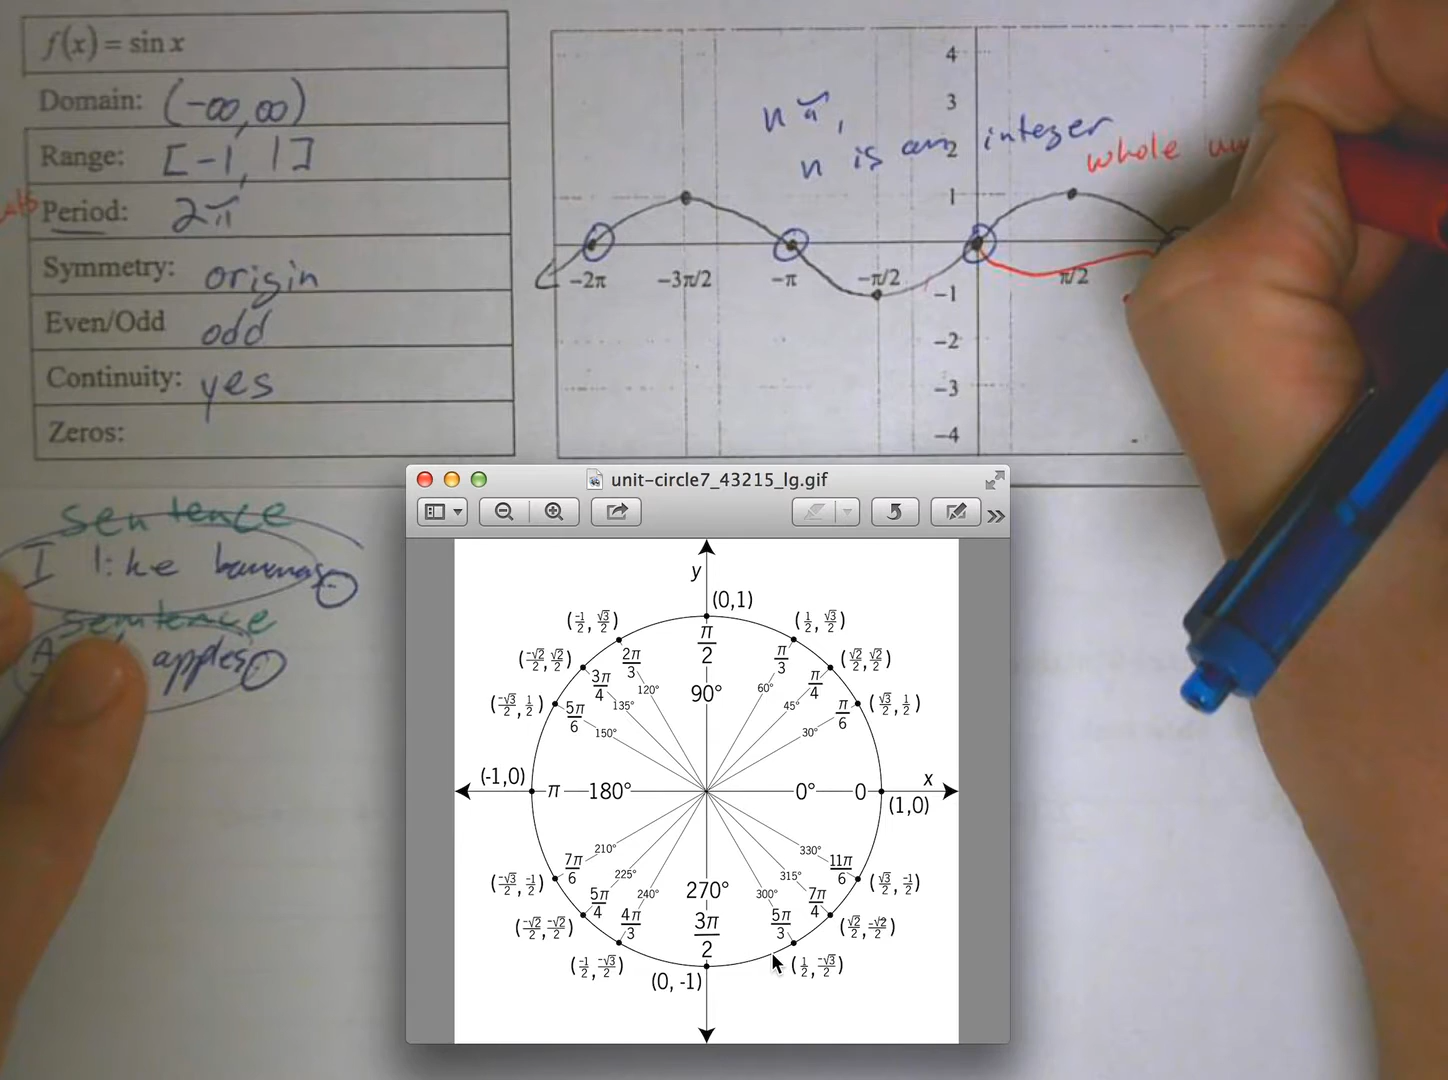 f(x) = sin x
Domain: (-∞,∞)
Range: [-1, 1]
Period: 2π
Symmetry: origin
Even/Odd odd
Continuity: yes
Zeros:
4
3
nπ,
n is an integer
2
whole
1
-2π -3π/2 -π -π/2 π/2
-1
-2
-3
-4
sentence
I like bananas.
sentence
apples.
unit-circle7_43215_lg.gif
y
(0,1)
(-1/2, √3/2) π/2 (1/2, √3/2)
(-√2/2, √2/2) 2π/3 π/3 (√2/2, √2/2)
3π/4 120° 90° 60° π/4
(-√3/2, 1/2) 5π/6 135° 45° π/6 (√3/2, 1/2)
150° 30°
(-1,0) π 180° 0° 0 x
(1,0)
210° 330°
(-√3/2, -1/2) 7π/6 225° 270° 315° 11π/6 (√3/2, -1/2)
5π/4 240° 300° 7π/4
(-√2/2, -√2/2) 4π/3 3π/2 5π/3 (√2/2, -√2/2)
(-1/2, -√3/2) (0, -1) (1/2, -√3/2)